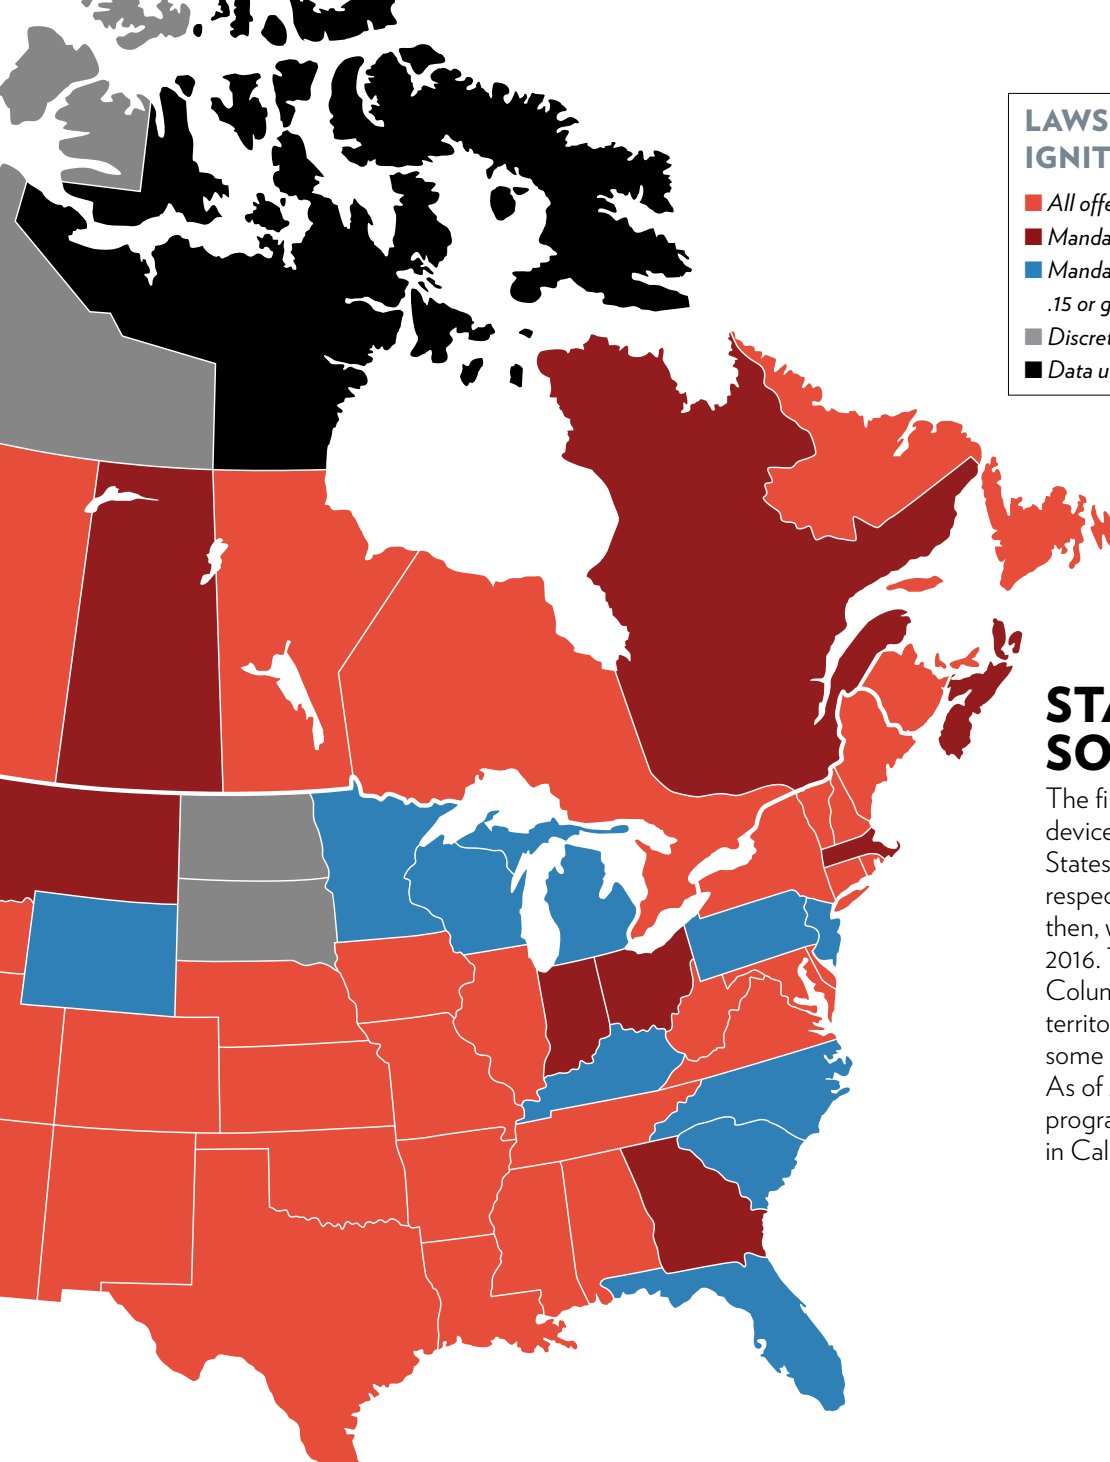 LAWS
IGNIT
All offe
Manda
Manda
.15 or g
Discret
Data u
STA
SO
The fi
device
States
respec
then, w
2016. T
Colum
territo
some
As of
progra
in Cal